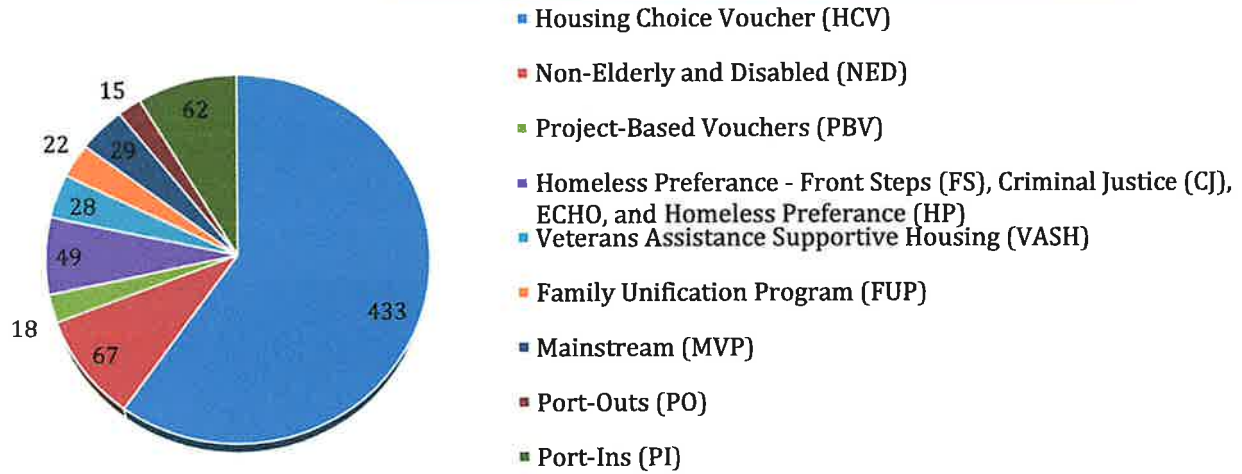 Housing Choice Voucher (HCV)
Non-Elderly and Disabled (NED)
Project-Based Vouchers (PBV)
Homeless Preferance - Front Steps (FS), Criminal Justice (CJ),
ECHO, and Homeless Preferance (HP)
Veterans Assistance Supportive Housing (VASH)
Family Unification Program (FUP)
Mainstream (MVP)
Port-Outs (PO)
Port-Ins (PI)
433
67
18
49
28
22
29
15
62